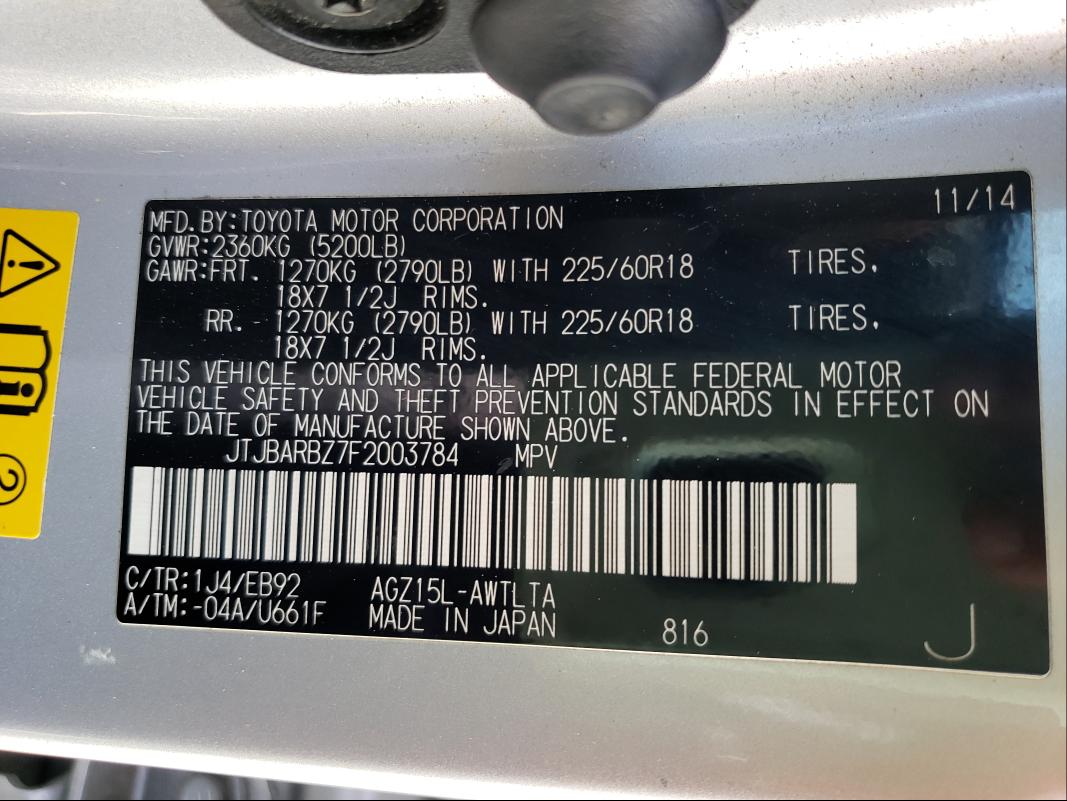 11/14
MFD.BY:TOYOTA MOTOR CORPORATION
GVWR:2360KG (5200LB)
GAWR:FRT. 1270KG (2790LB) WITH 225/60R18 TIRES.
18X7 1/2J RIMS.
RR. 1270KG (2790LB) WITH 225/60R18 TIRES.
18X7 1/2J RIMS.
THIS VEHICLE CONFORMS TO ALL APPLICABLE FEDERAL MOTOR
VEHICLE SAFETY AND THEFT PREVENTION STANDARDS IN EFFECT ON
THE DATE OF MANUFACTURE SHOWN ABOVE.
JTJBARBZ7F2003784 MPV
C/TR:1J4/EB92 AGZ15L-AWTLTA
A/TM:-04A/U661F MADE IN JAPAN 816
J
2